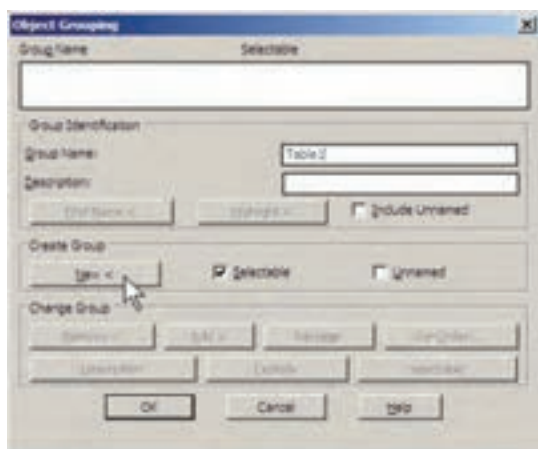 Object Grouping
Group Name Selectable
Group Identification
Group Name: Table
Description:
Find Name < Highlight < Include Unnamed
Create Group
New < Selectable Unnamed
Change Group
Remove < Add < Rename Re-Order...
Description Explode Selectable
OK Cancel Help